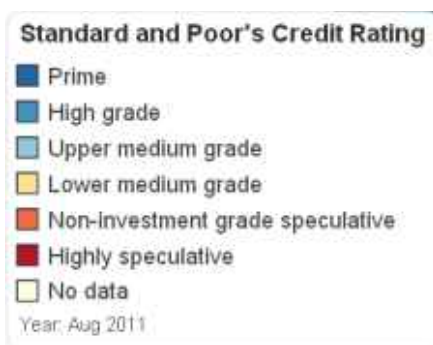 Standard and Poor's Credit Rating
Prime
High grade
Upper medium grade
Lower medium grade
Non-investment grade speculative
Highly speculative
No data
Year: Aug 2011